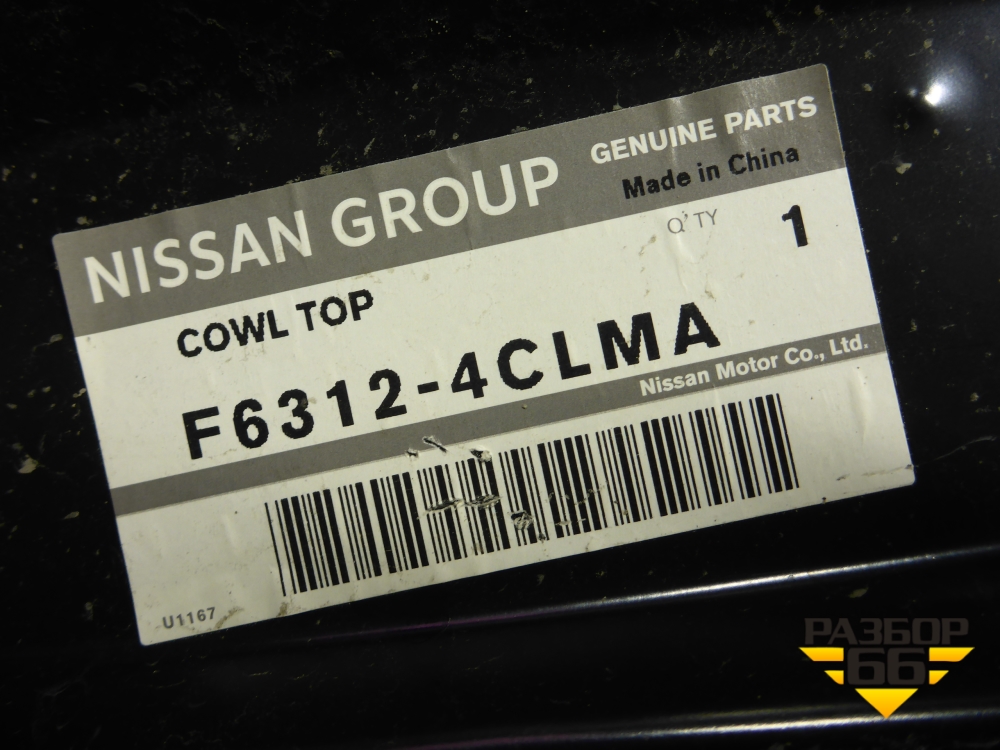 NISSAN GROUP
GENUINE PARTS
Made in China
Q'TY 1
COWL TOP
F6312-4CLMA
Nissan Motor Co., Ltd.
U1167
РАЗБОР
66